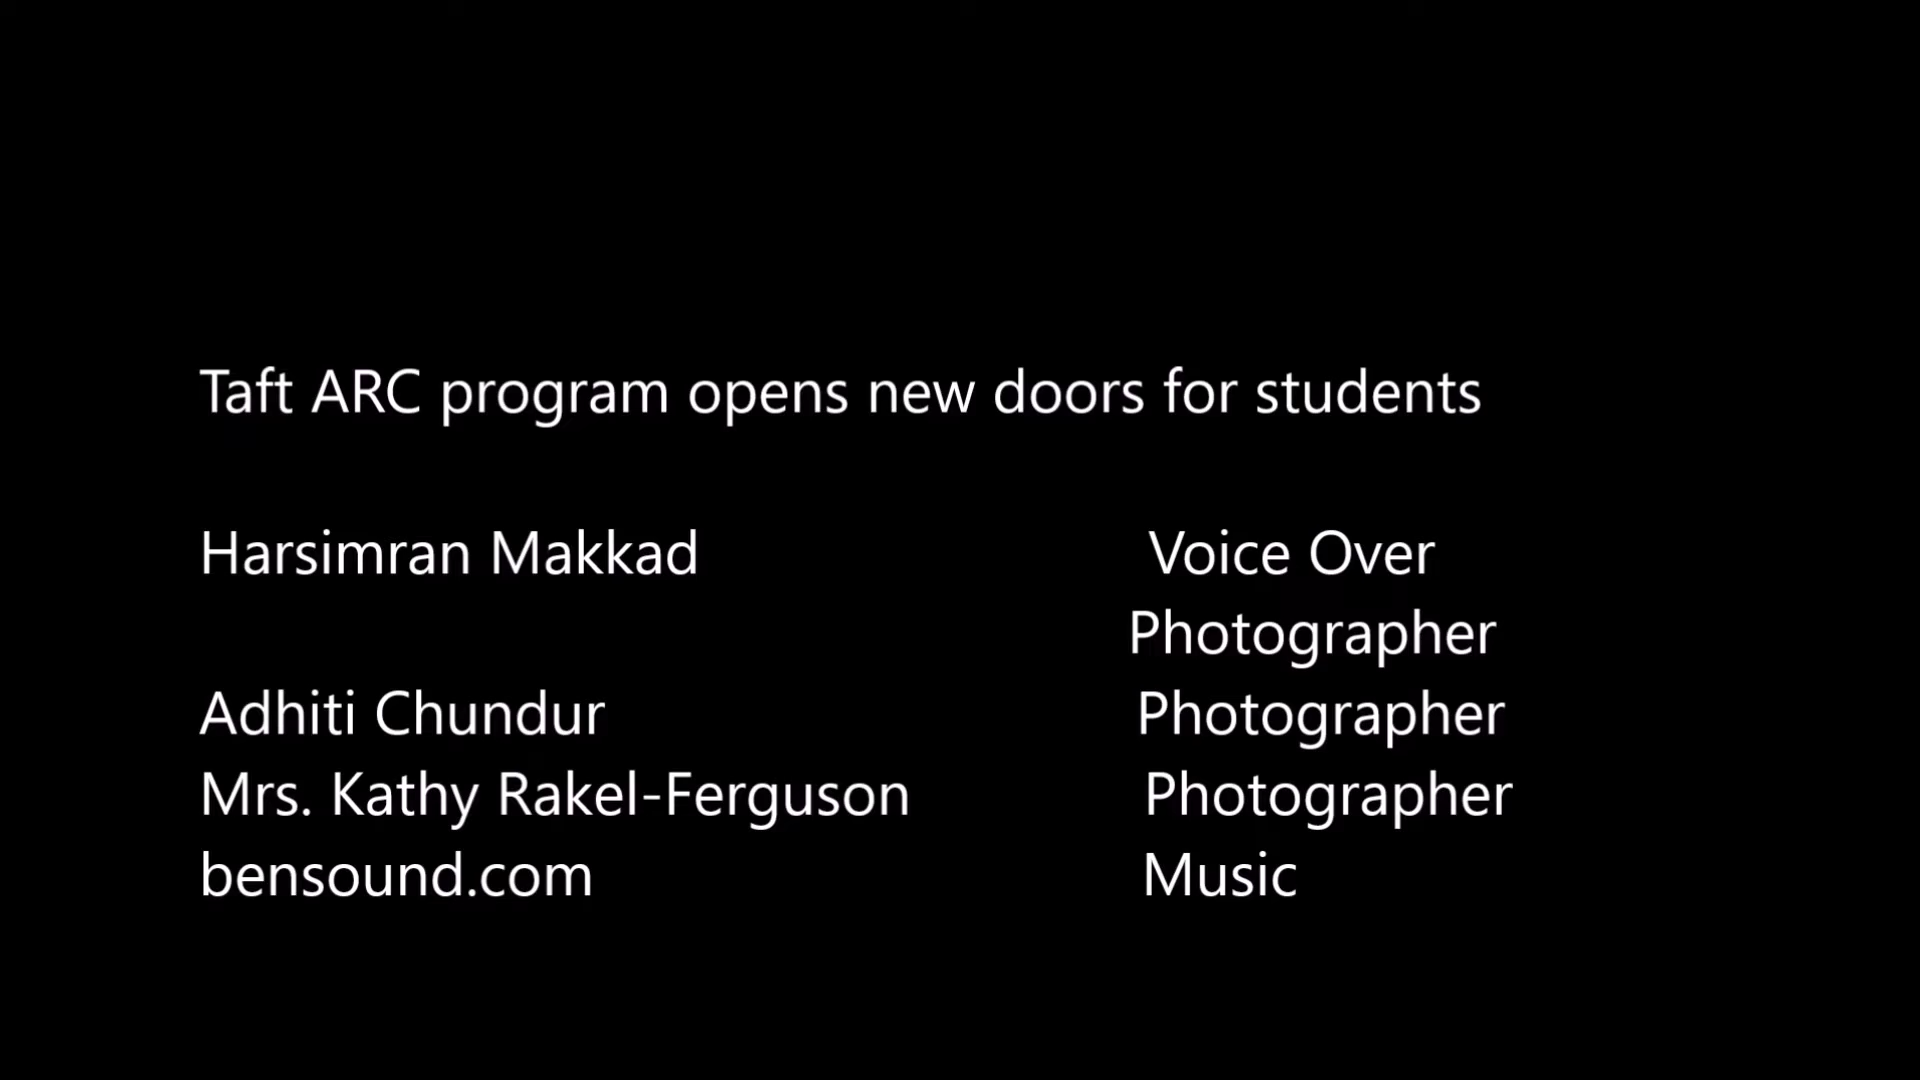 Taft ARC program opens new doors for students
Harsimran Makkad Voice Over
Photographer
Adhiti Chundur Photographer
Mrs. Kathy Rakel-Ferguson Photographer
bensound.com Music